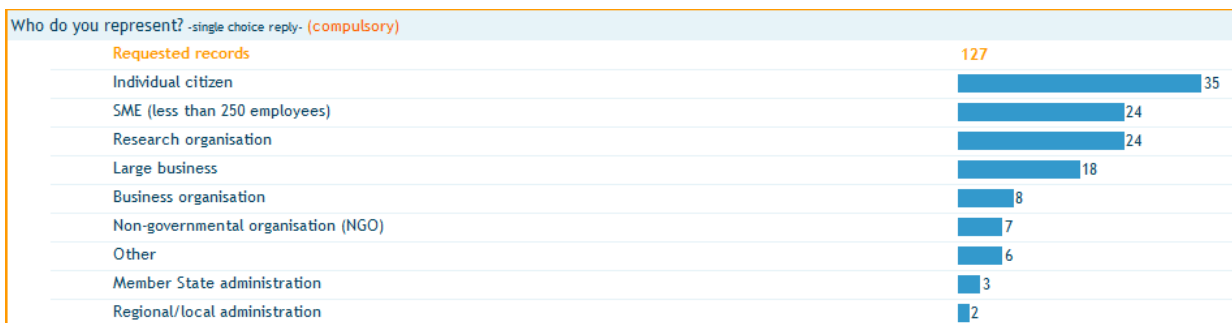 Who do you represent? -single choice reply- (compulsory)
Requested records 127
Individual citizen 35
SME (less than 250 employees) 24
Research organisation 24
Large business 18
Business organisation 8
Non-governmental organisation (NGO) 7
Other 6
Member State administration 3
Regional/local administration 2